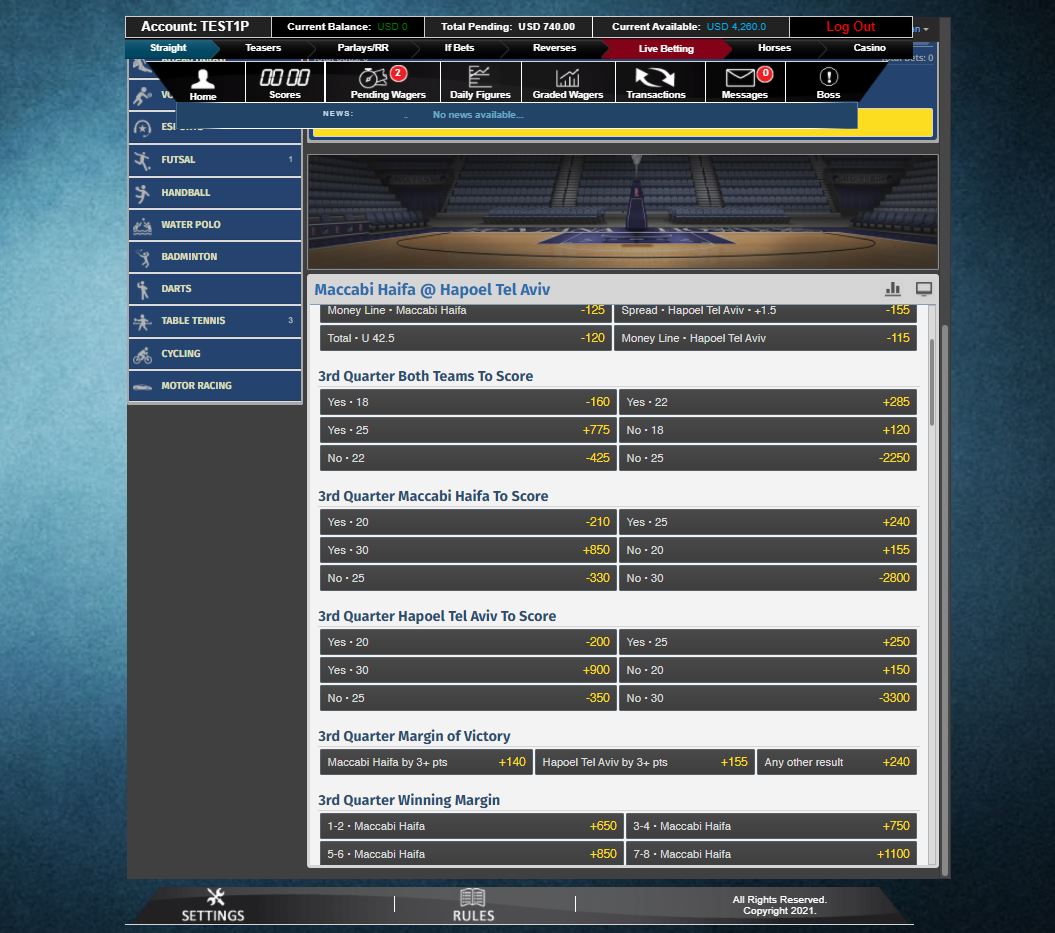 Account: TEST1P Current Balance: USD 0 Total Pending: USD 740.00 Current Available: USD 4,260.0 Log Out
Straight Teasers Parlays/RR If Bets Reverses Live Betting Horses Casino
Home 00 00 Scores 2 Pending Wagers Daily Figures Graded Wagers Transactions 0 Messages Boss
NEWS: No news available...
FUTSAL 1
HANDBALL
WATER POLO
BADMINTON
DARTS
TABLE TENNIS 3
CYCLING
MOTOR RACING
Maccabi Haifa @ Hapoel Tel Aviv
Money Line • Maccabi Haifa -125 Spread • Hapoel Tel Aviv • +1.5 -155
Total • U 42.5 -120 Money Line • Hapoel Tel Aviv -115
3rd Quarter Both Teams To Score
Yes • 18 -160 Yes • 22 +285
Yes • 25 +775 No • 18 +120
No • 22 -425 No • 25 -2250
3rd Quarter Maccabi Haifa To Score
Yes • 20 -210 Yes • 25 +240
Yes • 30 +850 No • 20 +155
No • 25 -330 No • 30 -2800
3rd Quarter Hapoel Tel Aviv To Score
Yes • 20 -200 Yes • 25 +250
Yes • 30 +900 No • 20 +150
No • 25 -350 No • 30 -3300
3rd Quarter Margin of Victory
Maccabi Haifa by 3+ pts +140 Hapoel Tel Aviv by 3+ pts +155 Any other result +240
3rd Quarter Winning Margin
1-2 • Maccabi Haifa +650 3-4 • Maccabi Haifa +750
5-6 • Maccabi Haifa +850 7-8 • Maccabi Haifa +1100
SETTINGS RULES All Rights Reserved.
Copyright 2021.